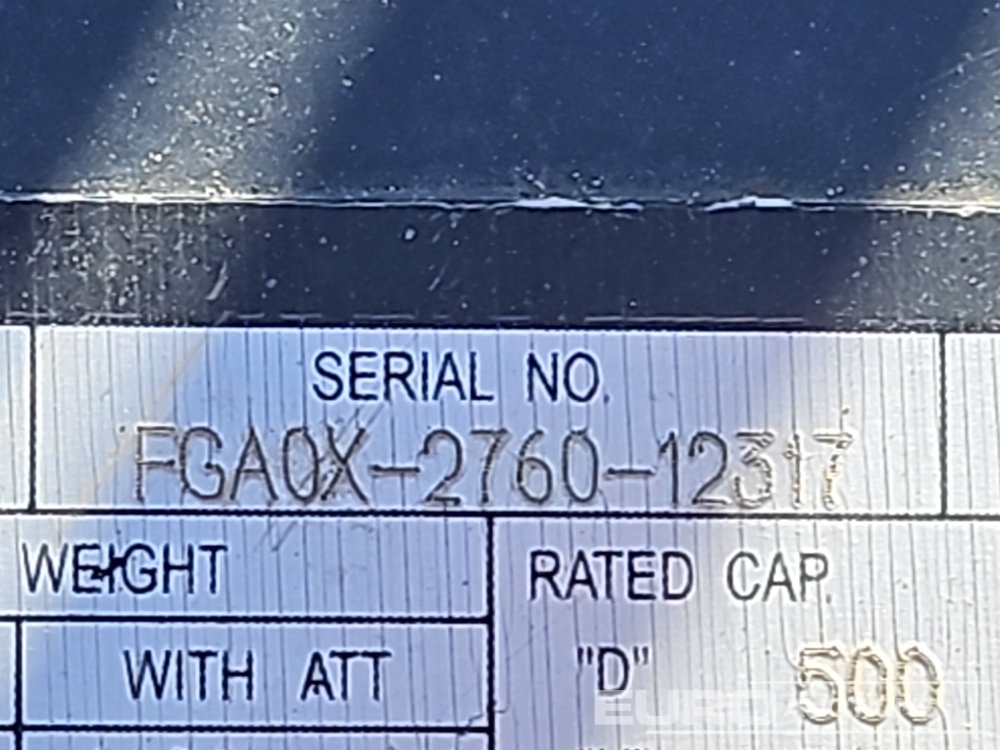 SERIAL NO.
FGA0X-2760-12317
WEIGHT
RATED CAP.
WITH ATT
"D" 500